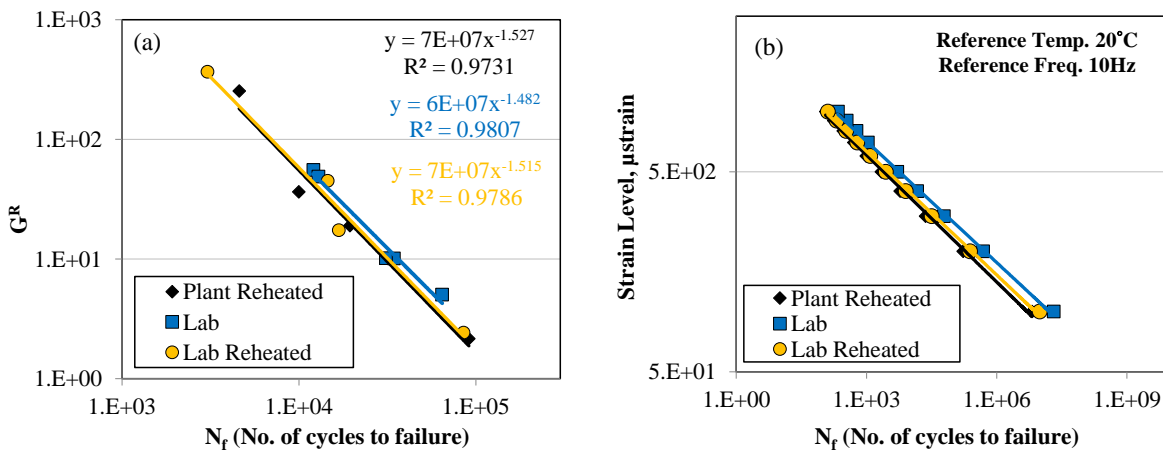 (a)
y = 7E+07x^-1.527
R² = 0.9731
y = 6E+07x^-1.482
R² = 0.9807
y = 7E+07x^-1.515
R² = 0.9786
1.E+03
1.E+02
1.E+01
1.E+00
G^R
Plant Reheated
Lab
Lab Reheated
1.E+03 1.E+04 1.E+05
N_f (No. of cycles to failure)
(b)
Reference Temp. 20°C
Reference Freq. 10Hz
5.E+02
5.E+01
Strain Level, µstrain
Plant Reheated
Lab
Lab Reheated
1.E+00 1.E+03 1.E+06 1.E+09
N_f (No. of cycles to failure)